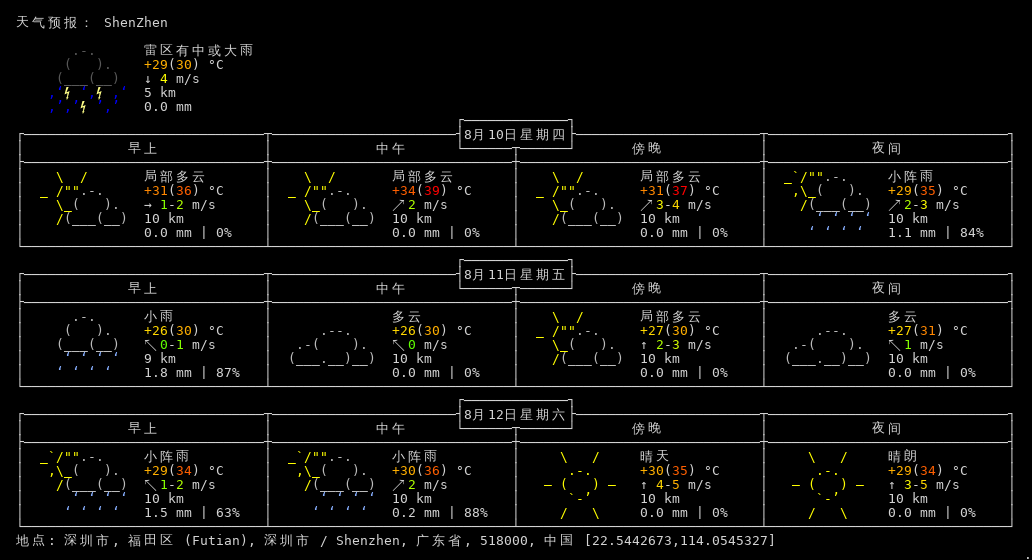 天气预报： ShenZhen
雷区有中或大雨
+29(30) °C
↓ 4 m/s
5 km
0.0 mm
8月10日星期四
早上 中午 傍晚 夜间
局部多云 局部多云 局部多云 小阵雨
+31(36) °C +34(39) °C +31(37) °C +29(35) °C
→ 1-2 m/s ↗ 2 m/s ↗ 3-4 m/s ↗ 2-3 m/s
10 km 10 km 10 km 10 km
0.0 mm | 0% 0.0 mm | 0% 0.0 mm | 0% 1.1 mm | 84%
8月11日星期五
早上 中午 傍晚 夜间
小雨 多云 局部多云 多云
+26(30) °C +26(30) °C +27(30) °C +27(31) °C
↖ 0-1 m/s ↖ 0 m/s ↑ 2-3 m/s ↖ 1 m/s
9 km 10 km 10 km 10 km
1.8 mm | 87% 0.0 mm | 0% 0.0 mm | 0% 0.0 mm | 0%
8月12日星期六
早上 中午 傍晚 夜间
小阵雨 小阵雨 晴天 晴朗
+29(34) °C +30(36) °C +30(35) °C +29(34) °C
↖ 1-2 m/s ↗ 2 m/s ↑ 4-5 m/s ↑ 3-5 m/s
10 km 10 km 10 km 10 km
1.5 mm | 63% 0.2 mm | 88% 0.0 mm | 0% 0.0 mm | 0%
地点: 深圳市, 福田区 (Futian), 深圳市 / Shenzhen, 广东省, 518000, 中国 [22.5442673,114.0545327]